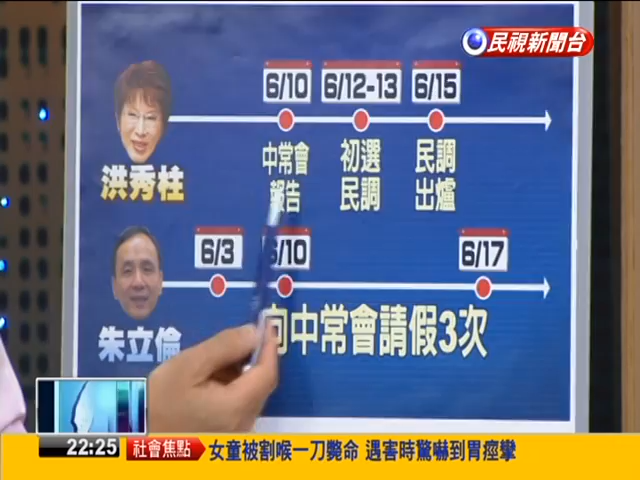 民視新聞台
6/10 6/12-13 6/15
中常會報告
初選民調
民調出爐
洪秀柱
6/3 6/10 6/17
向中常會請假3次
朱立倫
22:25 社會焦點 女童被割喉一刀斃命 遇害時驚嚇到胃痙攣